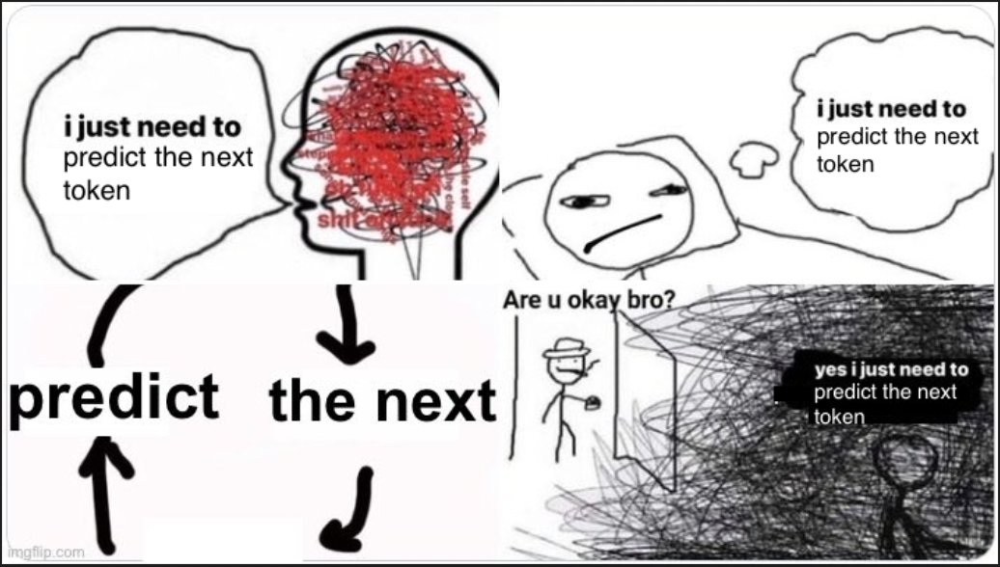 i just need to
predict the next
token
shit
i just need to
predict the next
token
predict the next
Are u okay bro?
yes i just need to
predict the next
token
imgflip.com